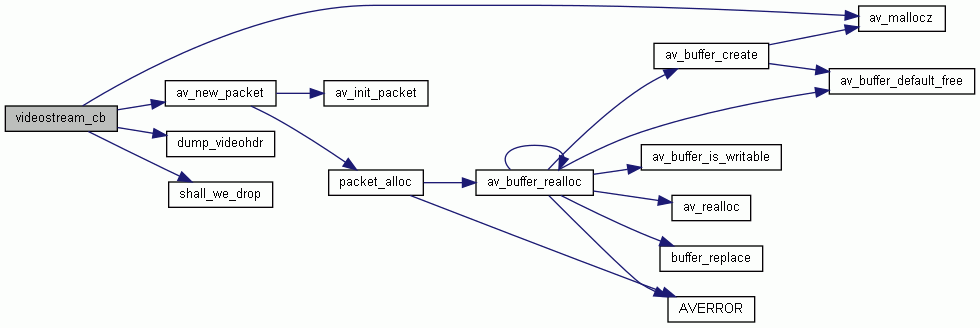 av_mallocz
av_buffer_create
av_buffer_default_free
av_new_packet
av_init_packet
videostream_cb
dump_videohdr
av_buffer_is_writable
packet_alloc
av_buffer_realloc
shall_we_drop
av_realloc
buffer_replace
AVERROR